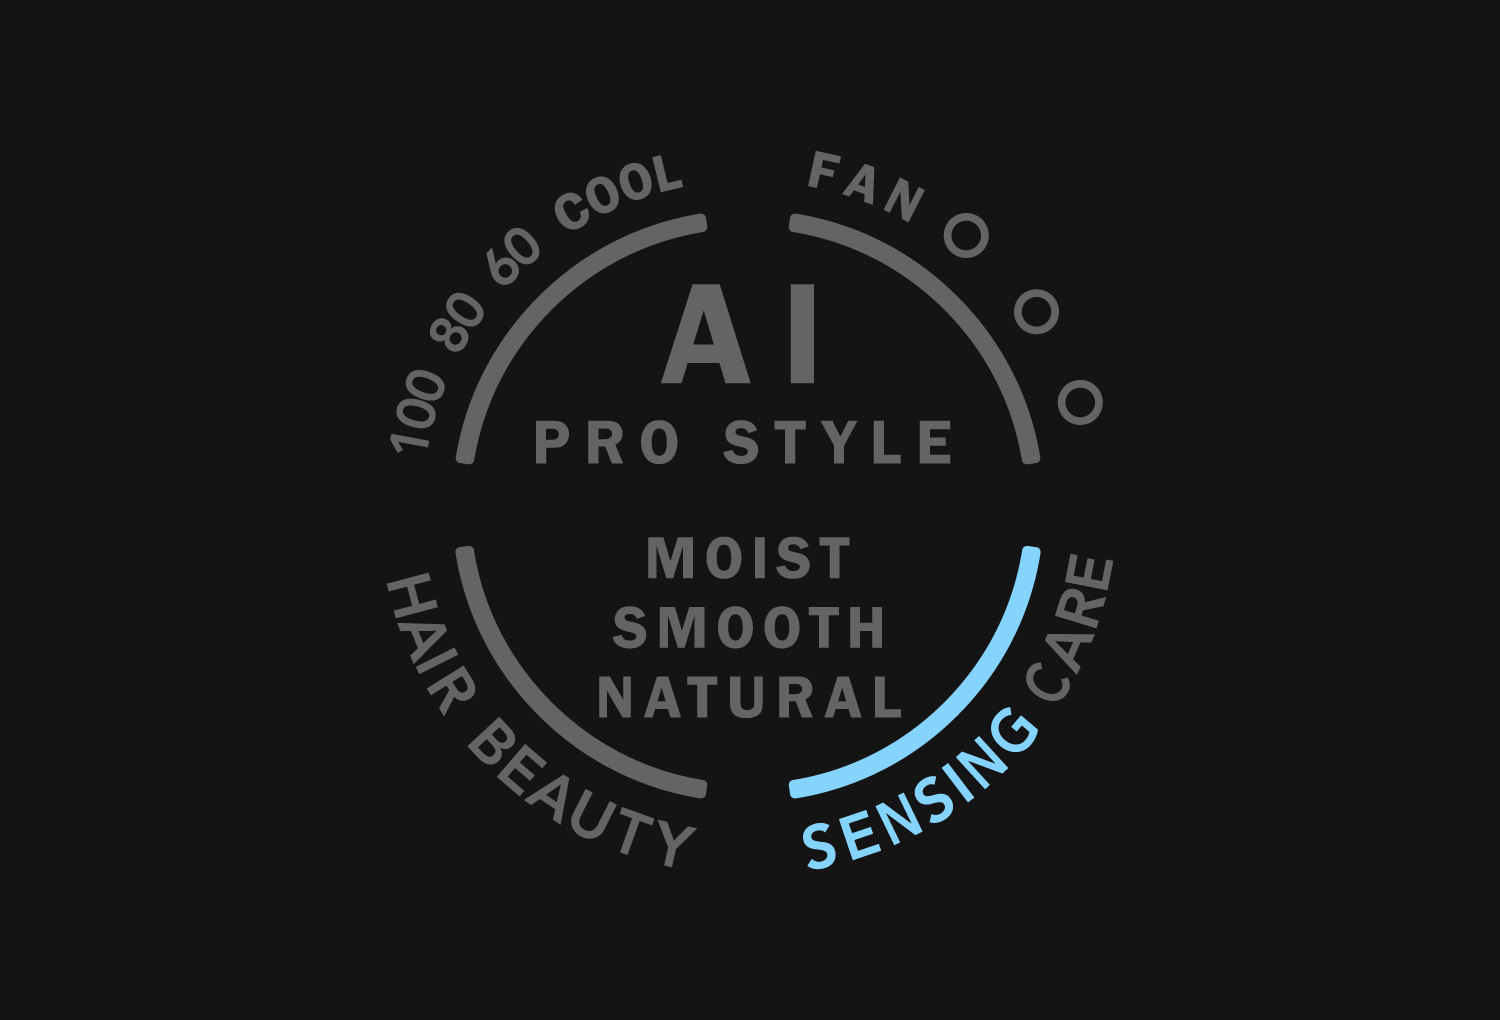 100 80 60 COOL
FAN
AI
PRO STYLE
MOIST
SMOOTH
NATURAL
HAIR BEAUTY
SENSING CARE